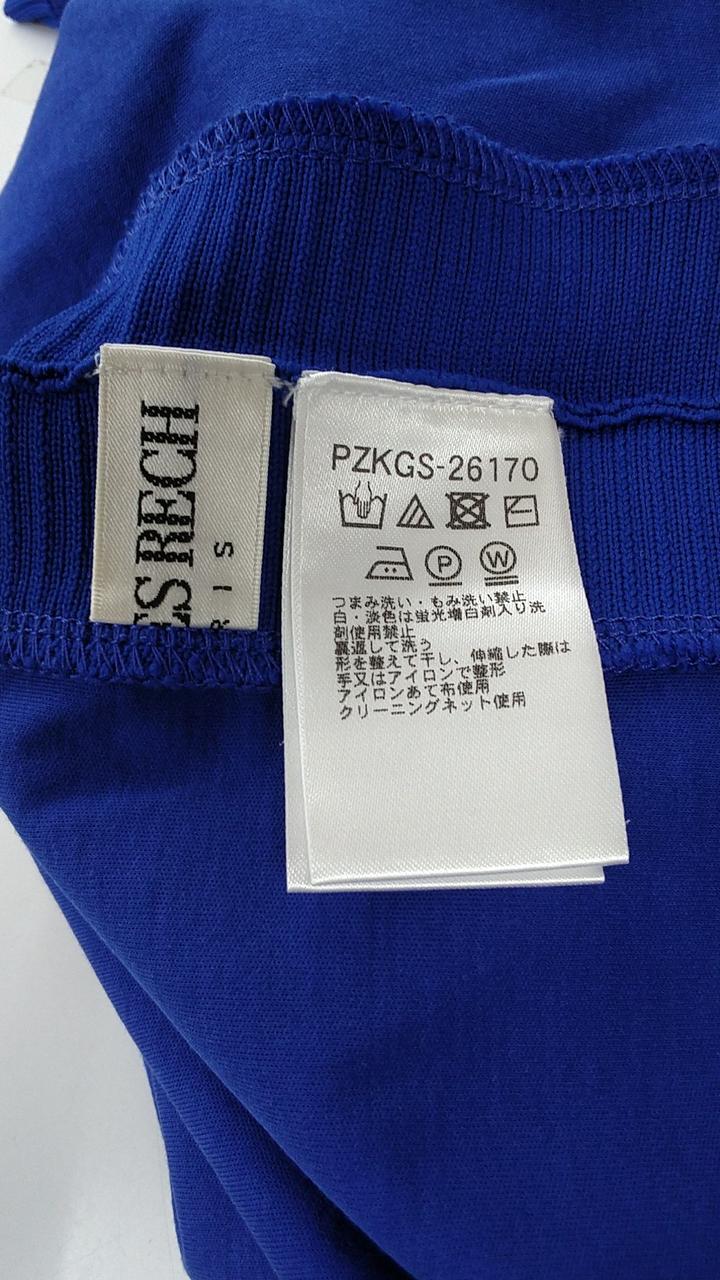 S RECH
S
PZKGS-26170
P
W
つまみ洗い・もみ洗い禁止
白・淡色は蛍光増白剤入り洗
剤使用禁止
裏返して洗う
形を整えて干し、伸縮した際は
手又はアイロンで整形
アイロンあて布使用
クリーニングネット使用